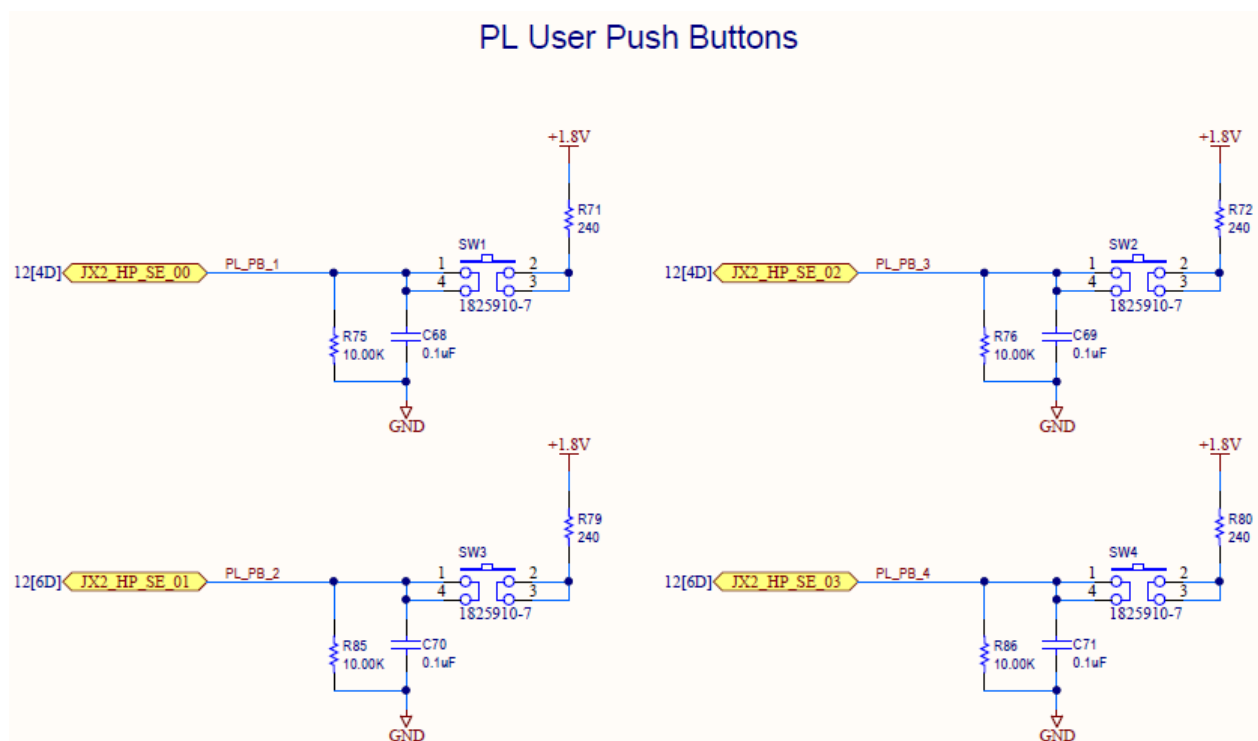 PL User Push Buttons
+1.8V
R71
240
SW1
12[4D] JX2_HP_SE_00 PL_PB_1 1 2
4 3
1825910-7
R75
10.00K
C68
0.1uF
GND
+1.8V
R72
240
SW2
12[4D] JX2_HP_SE_02 PL_PB_3 1 2
4 3
1825910-7
R76
10.00K
C69
0.1uF
GND
+1.8V
R79
240
SW3
12[6D] JX2_HP_SE_01 PL_PB_2 1 2
4 3
1825910-7
R85
10.00K
C70
0.1uF
GND
+1.8V
R80
240
SW4
12[6D] JX2_HP_SE_03 PL_PB_4 1 2
4 3
1825910-7
R86
10.00K
C71
0.1uF
GND